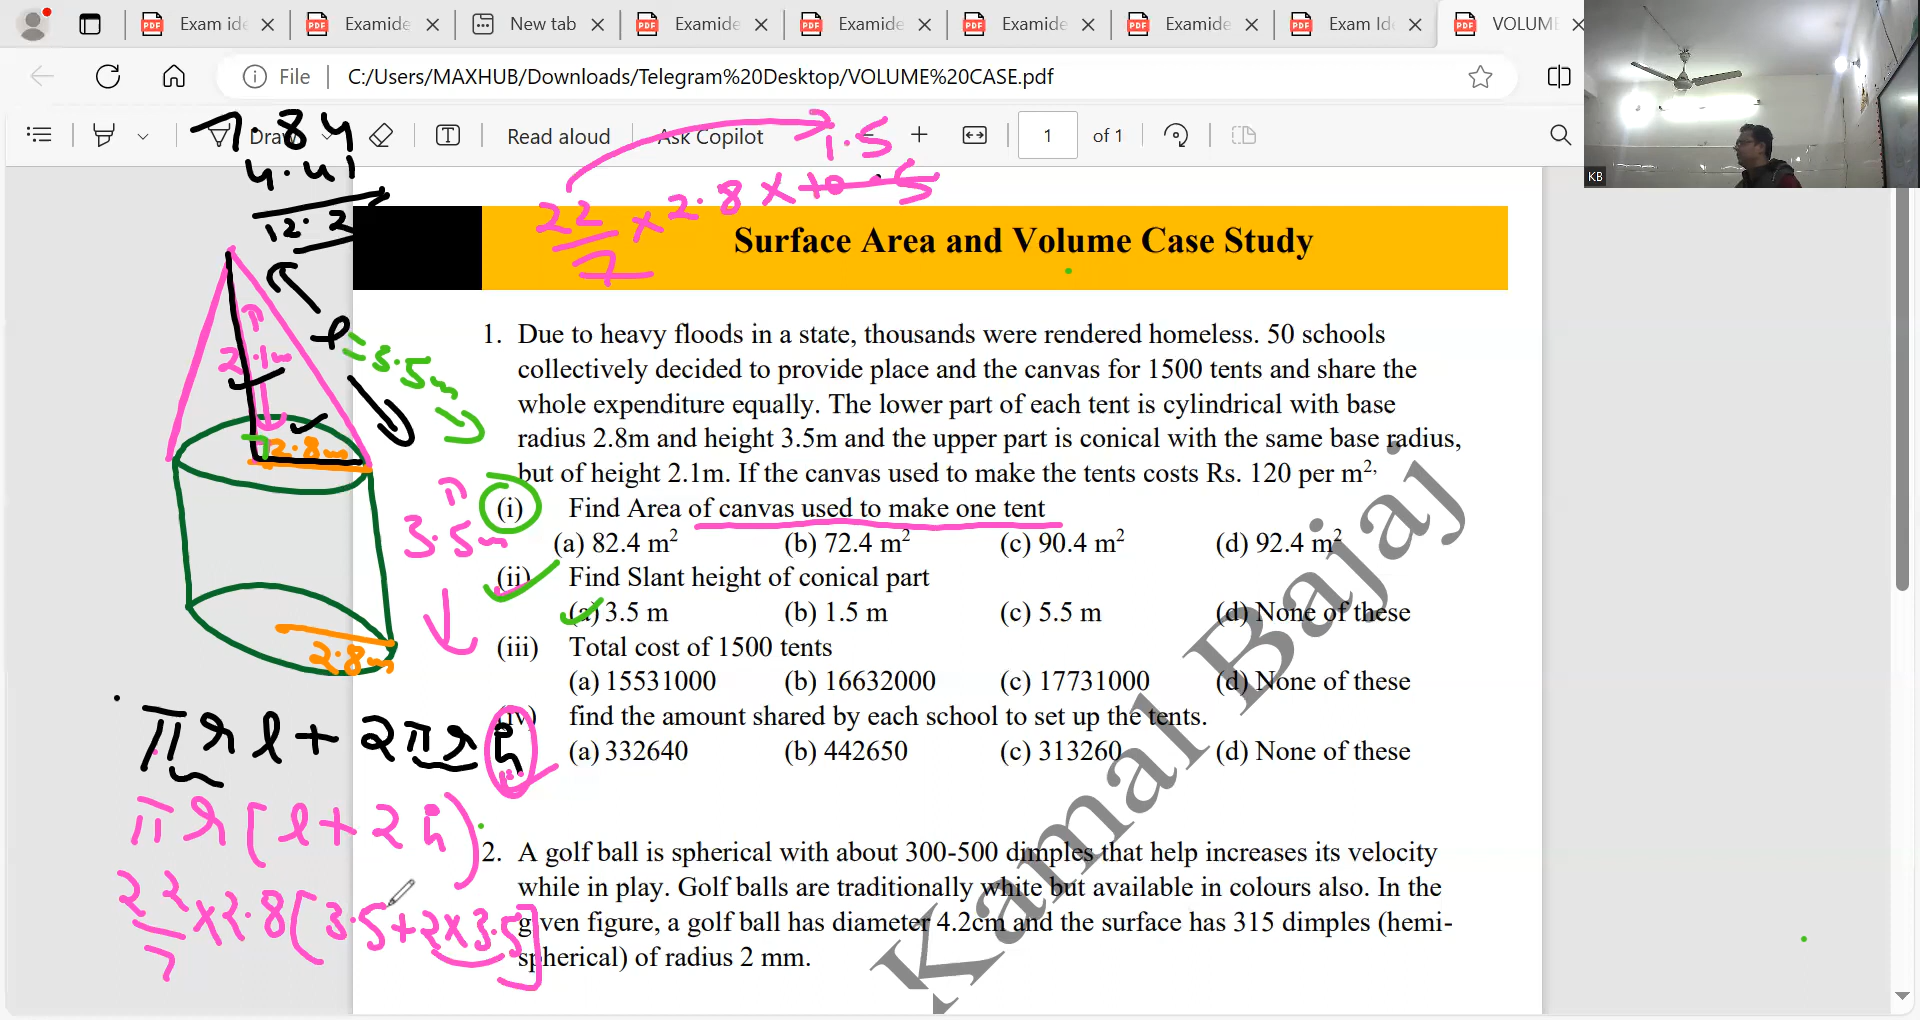 Exam ide
Examide
New tab
Examide
Examide
Examide
Examide
Exam Ide
VOLUME
File
C:/Users/MAXHUB/Downloads/Telegram%20Desktop/VOLUME%20CASE.pdf
Draw
Read aloud
Ask Copilot
1
of 1
KB
7.84
4.41
12.2
22/7 × 2.8 × 10.5
1.5
Surface Area and Volume Case Study
1. Due to heavy floods in a state, thousands were rendered homeless. 50 schools
collectively decided to provide place and the canvas for 1500 tents and share the
whole expenditure equally. The lower part of each tent is cylindrical with base
radius 2.8m and height 3.5m and the upper part is conical with the same base radius,
but of height 2.1m. If the canvas used to make the tents costs Rs. 120 per m²,
(i) Find Area of canvas used to make one tent
(a) 82.4 m² (b) 72.4 m² (c) 90.4 m² (d) 92.4 m²
(ii) Find Slant height of conical part
(a) 3.5 m (b) 1.5 m (c) 5.5 m (d) None of these
(iii) Total cost of 1500 tents
(a) 15531000 (b) 16632000 (c) 17731000 (d) None of these
(iv) find the amount shared by each school to set up the tents.
(a) 332640 (b) 442650 (c) 313260 (d) None of these
2. A golf ball is spherical with about 300-500 dimples that help increases its velocity
while in play. Golf balls are traditionally white but available in colours also. In the
given figure, a golf ball has diameter 4.2cm and the surface has 315 dimples (hemi-
spherical) of radius 2 mm.
Kamal Bajaj
l = 3.5m
2.1m
2.8m
3.5m
2.8m
πrl + 2πrh
πr[l + 2h]
22/7 × 2.8[3.5 + 2×3.5]